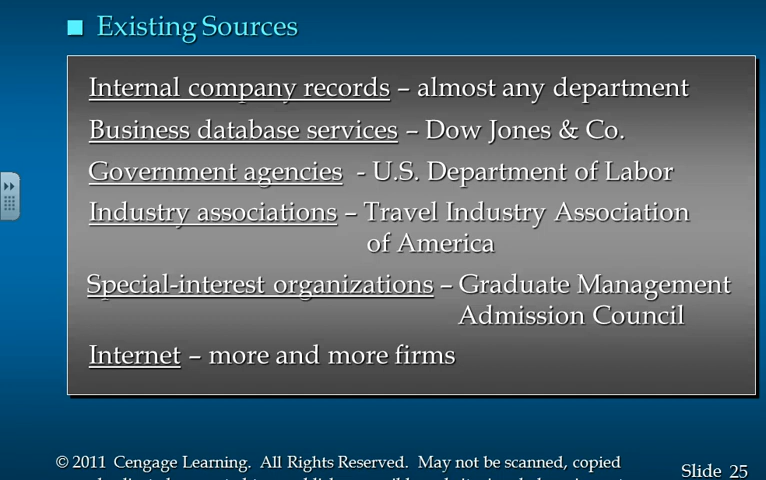 Existing Sources
Internal company records – almost any department
Business database services – Dow Jones & Co.
Government agencies - U.S. Department of Labor
Industry associations – Travel Industry Association
of America
Special-interest organizations – Graduate Management
Admission Council
Internet – more and more firms
© 2011 Cengage Learning. All Rights Reserved. May not be scanned, copied
Slide 25